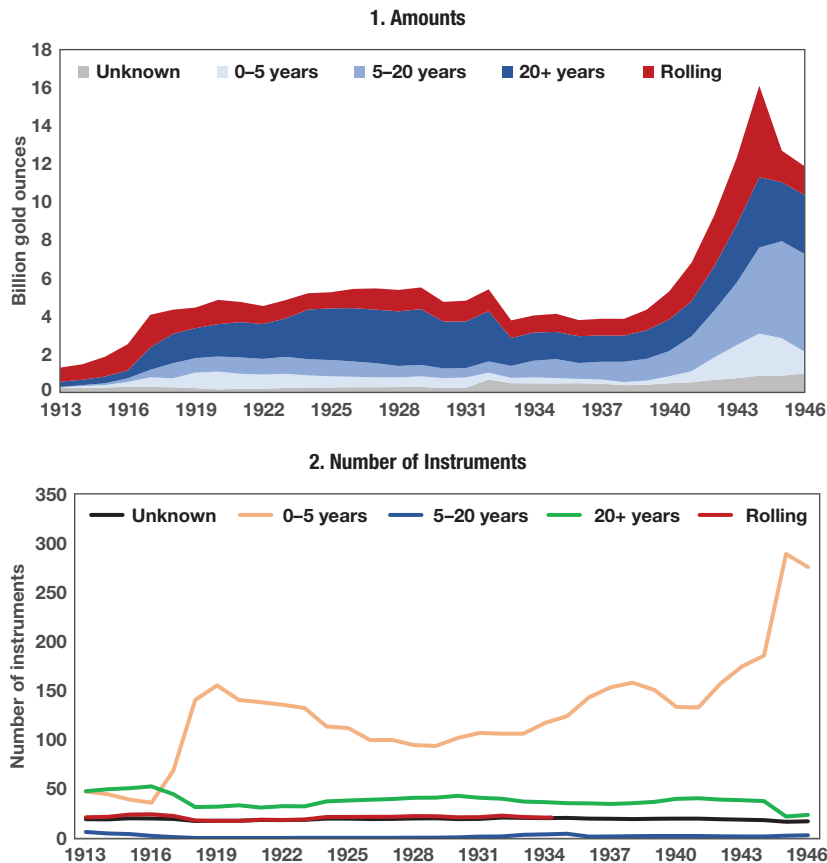 1. Amounts
18
Unknown 0–5 years 5–20 years 20+ years Rolling
16
14
12
10
8
6
4
2
0
Billion gold ounces
1913 1916 1919 1922 1925 1928 1931 1934 1937 1940 1943 1946
2. Number of Instruments
350
Unknown 0–5 years 5–20 years 20+ years Rolling
300
250
200
150
100
50
0
Number of instruments
1913 1916 1919 1922 1925 1928 1931 1934 1937 1940 1943 1946